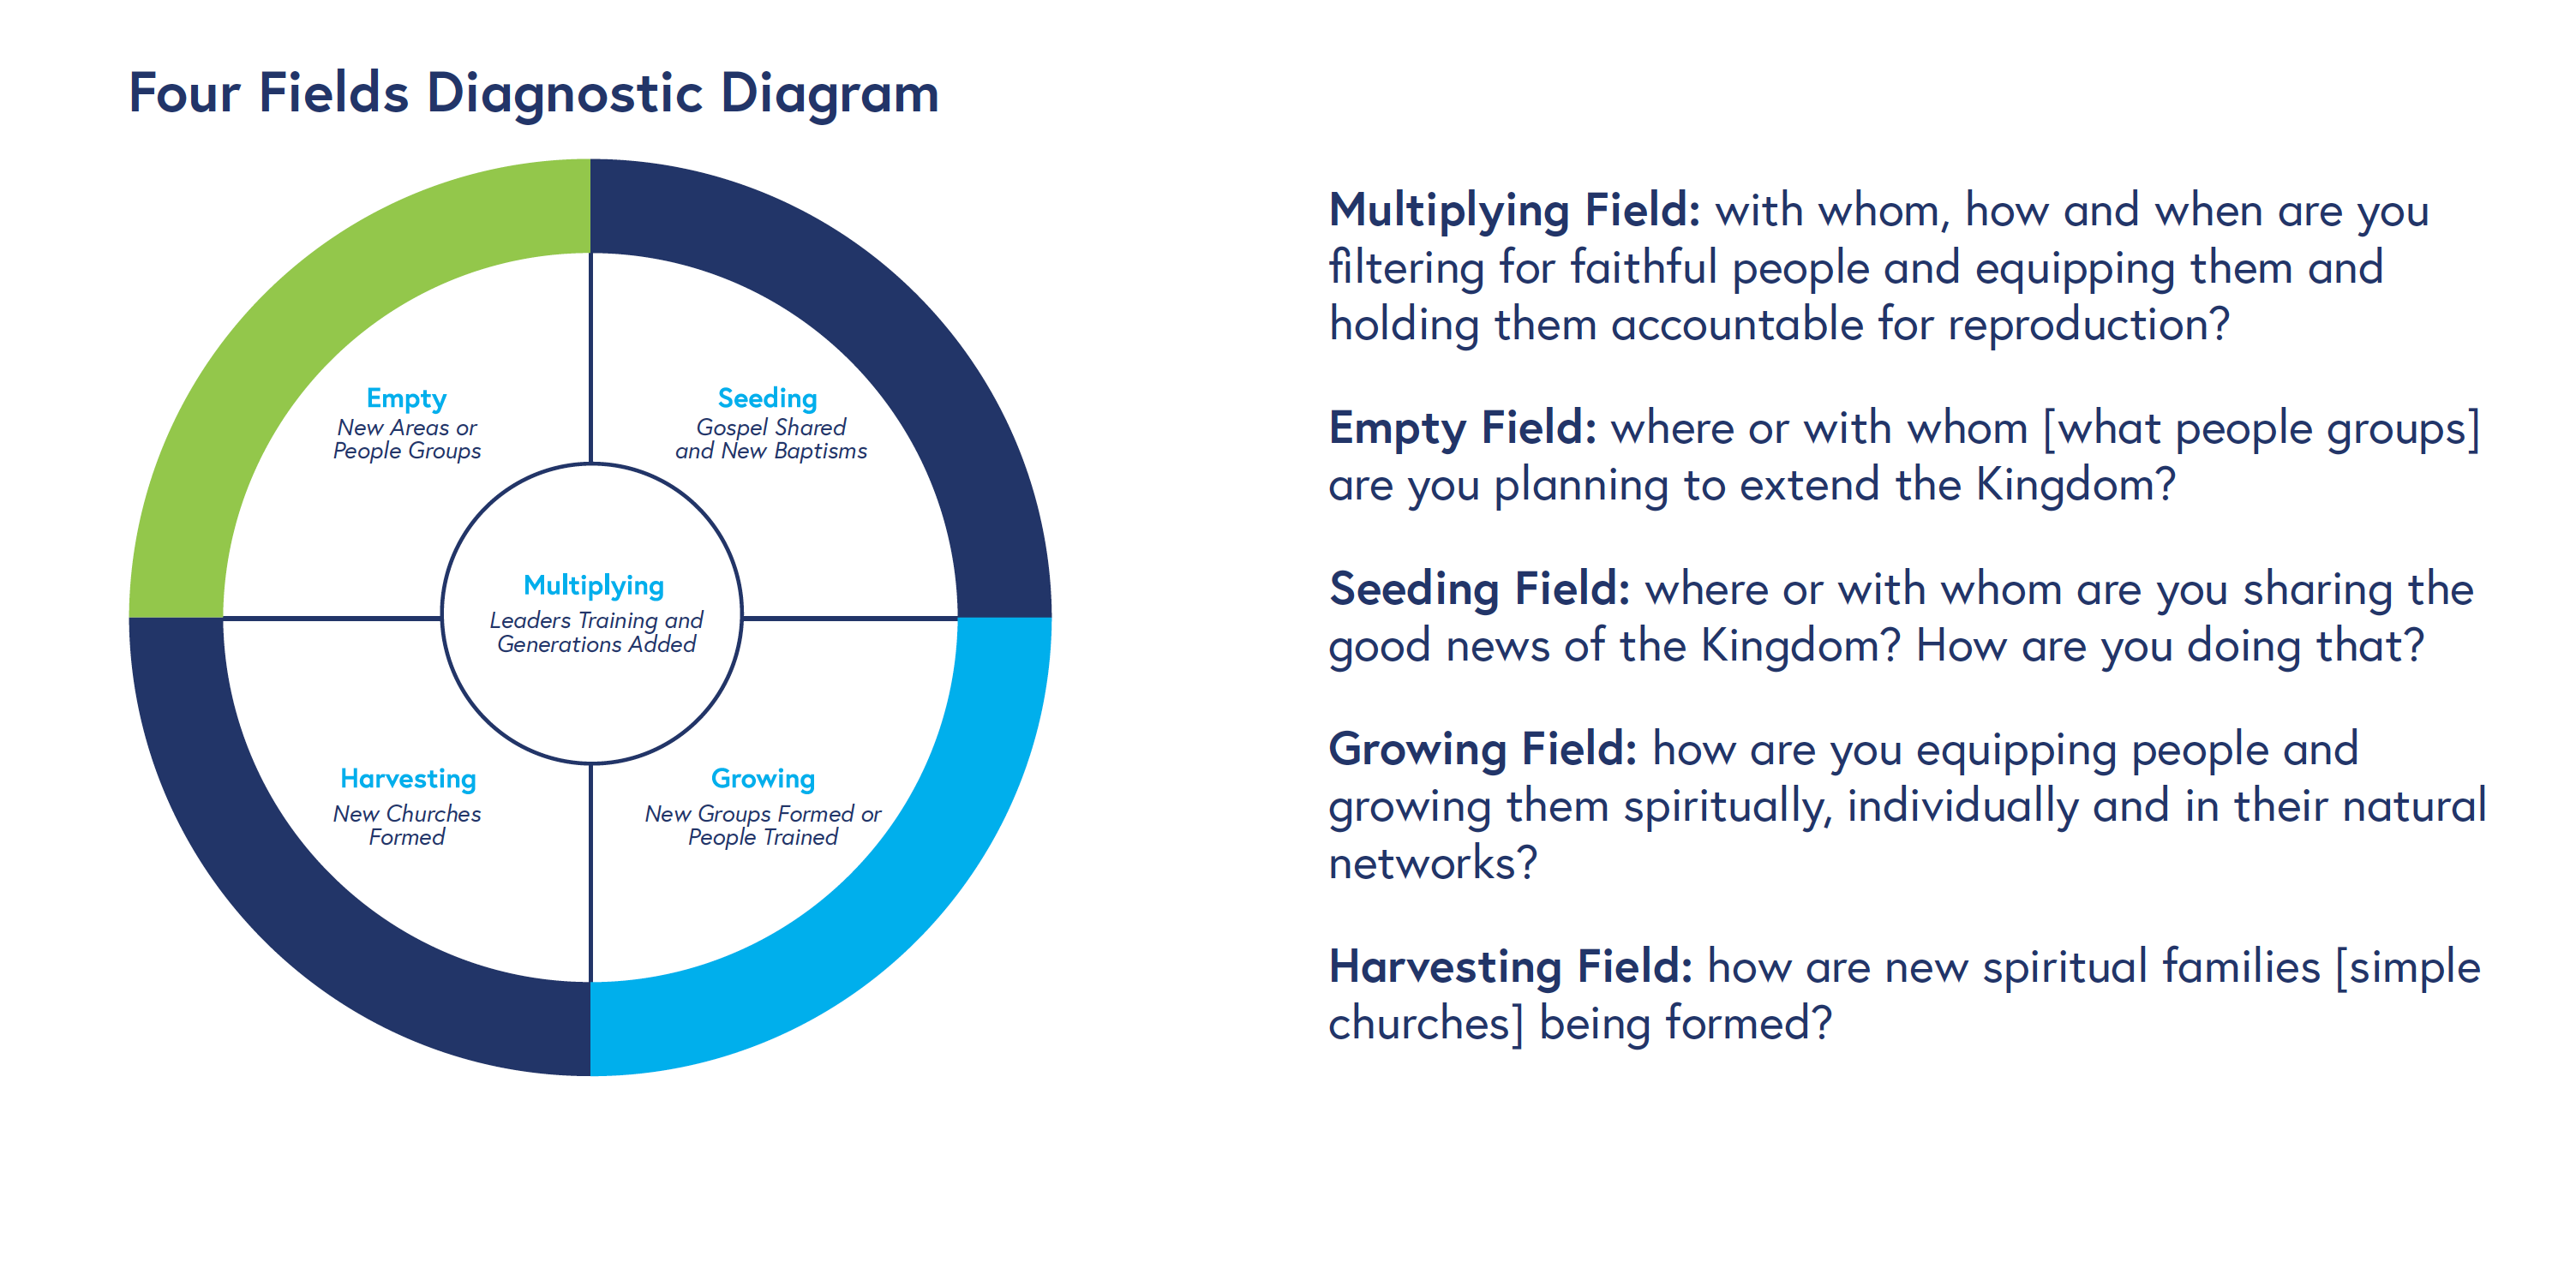 Four Fields Diagnostic Diagram
Empty
New Areas or
People Groups
Seeding
Gospel Shared
and New Baptisms
Multiplying
Leaders Training and
Generations Added
Harvesting
New Churches
Formed
Growing
New Groups Formed or
People Trained
Multiplying Field: with whom, how and when are you
filtering for faithful people and equipping them and
holding them accountable for reproduction?
Empty Field: where or with whom [what people groups]
are you planning to extend the Kingdom?
Seeding Field: where or with whom are you sharing the
good news of the Kingdom? How are you doing that?
Growing Field: how are you equipping people and
growing them spiritually, individually and in their natural
networks?
Harvesting Field: how are new spiritual families [simple
churches] being formed?